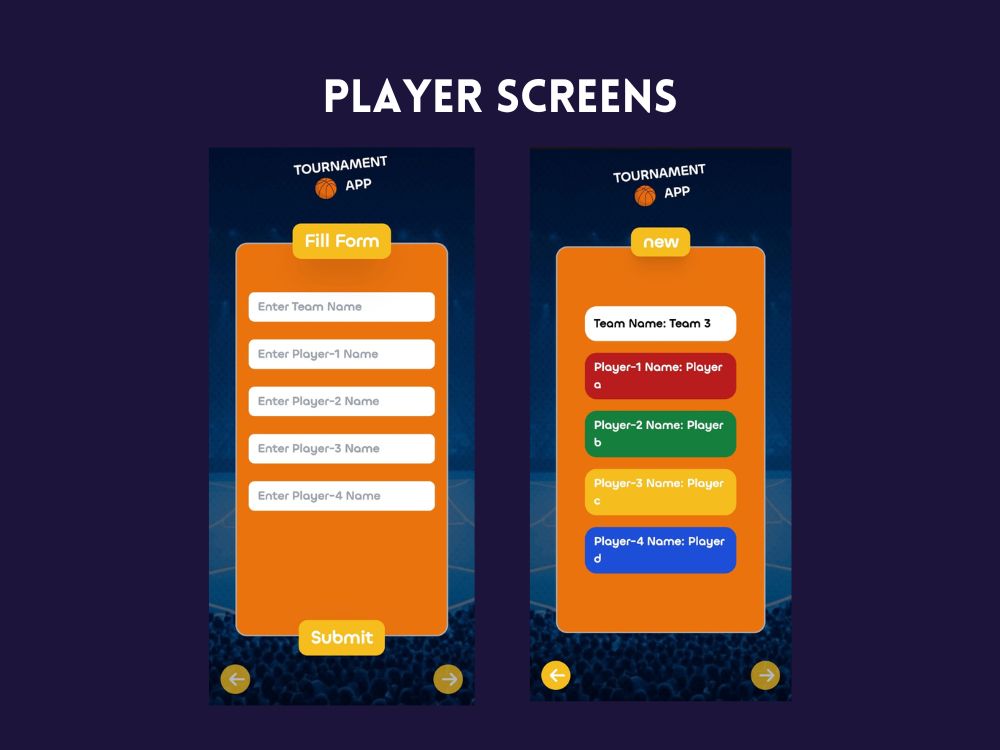 PLAYER SCREENS
TOURNAMENT
APP
Fill Form
Enter Team Name
Enter Player-1 Name
Enter Player-2 Name
Enter Player-3 Name
Enter Player-4 Name
Submit
TOURNAMENT
APP
new
Team Name: Team 3
Player-1 Name: Player
a
Player-2 Name: Player
b
Player-3 Name: Player
c
Player-4 Name: Player
d